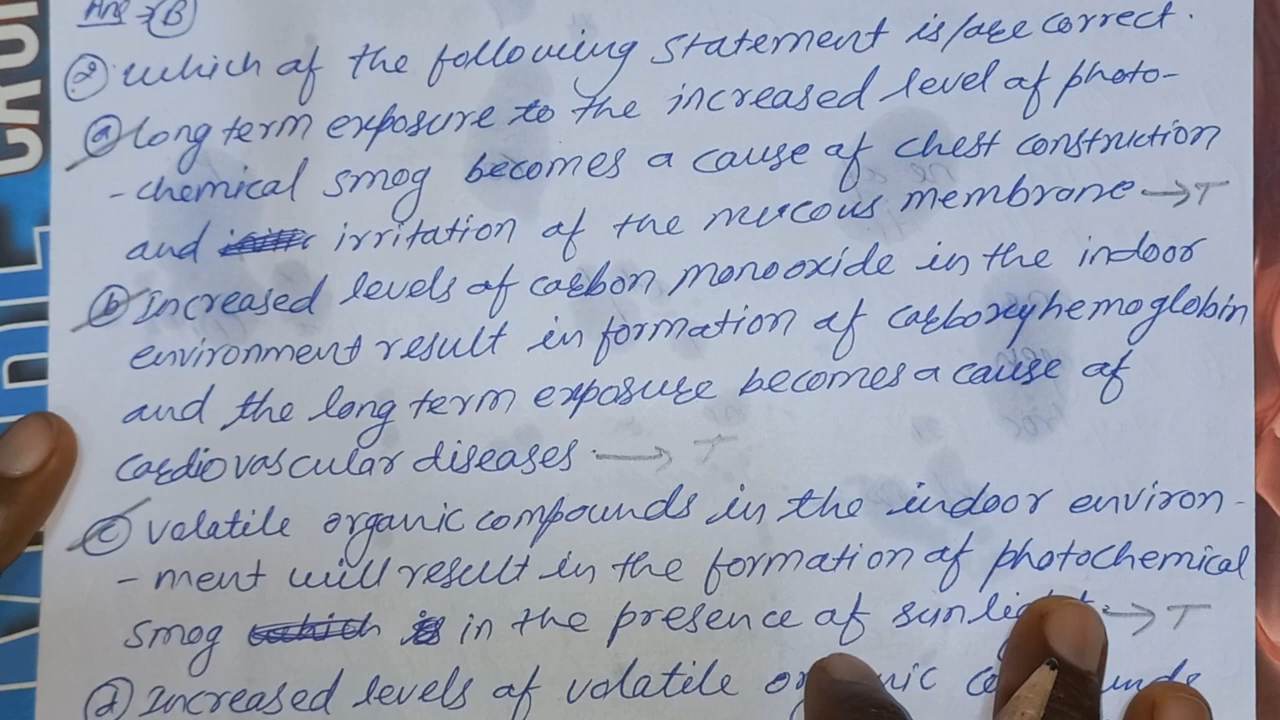 Ans → (B)
② Which of the following statement is/are correct.
ⓐ long term exposure to the increased level of photo-
-chemical smog becomes a cause of chest construction
and irritation of the mucous membrane → T
ⓑ Increased levels of carbon monooxide in the indoor
environment result in formation of carboxyhemoglobin
and the long term exposure becomes a cause of
cardiovascular diseases → T
ⓒ volatile organic compounds in the indoor environ-
-ment will result in the formation of photochemical
smog which is in the presence of sunlight → T
ⓓ Increased levels of volatile